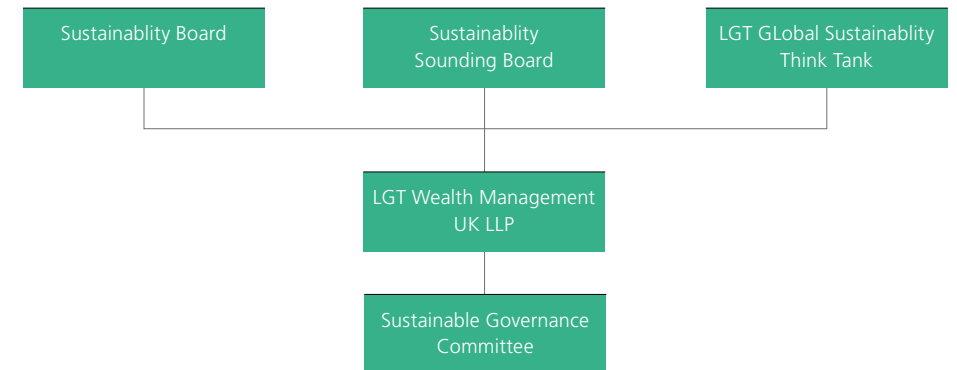 Sustainablity Board
Sustainablity
Sounding Board
LGT GLobal Sustainablity
Think Tank
LGT Wealth Management
UK LLP
Sustainable Governance
Committee